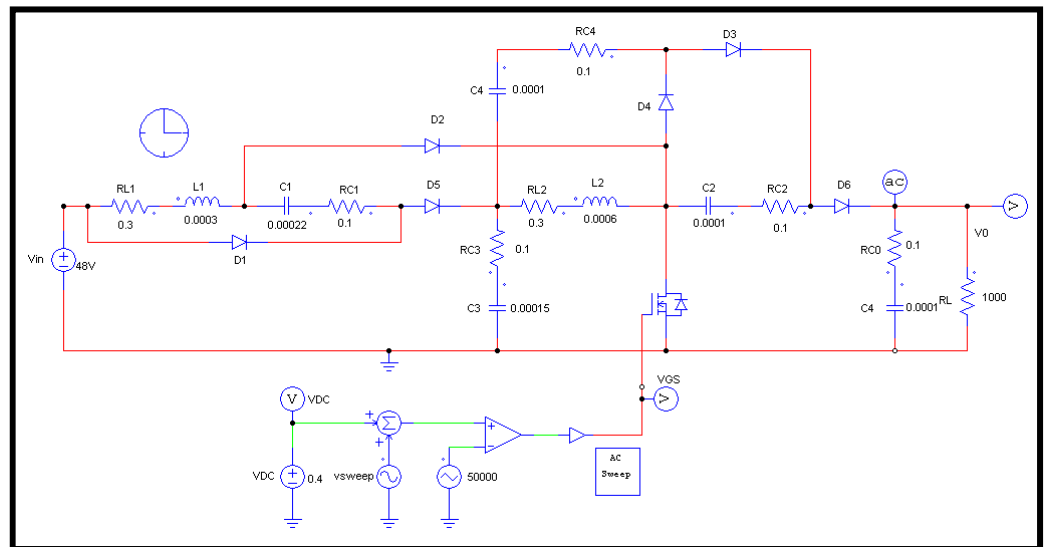 RC4
0.1
D3
C4
0.0001
D4
D2
RL1
0.3
L1
0.0003
C1
0.00022
RC1
0.1
D5
RL2
0.3
L2
0.0006
C2
0.0001
RC2
0.1
D6
ac
V
V0
D1
Vin
48V
RC3
0.1
C3
0.00015
RC0
0.1
C4
0.0001
RL
1000
VGS
V
V
VDC
Σ
VDC
0.4
vsweep
50000
AC
Sweep